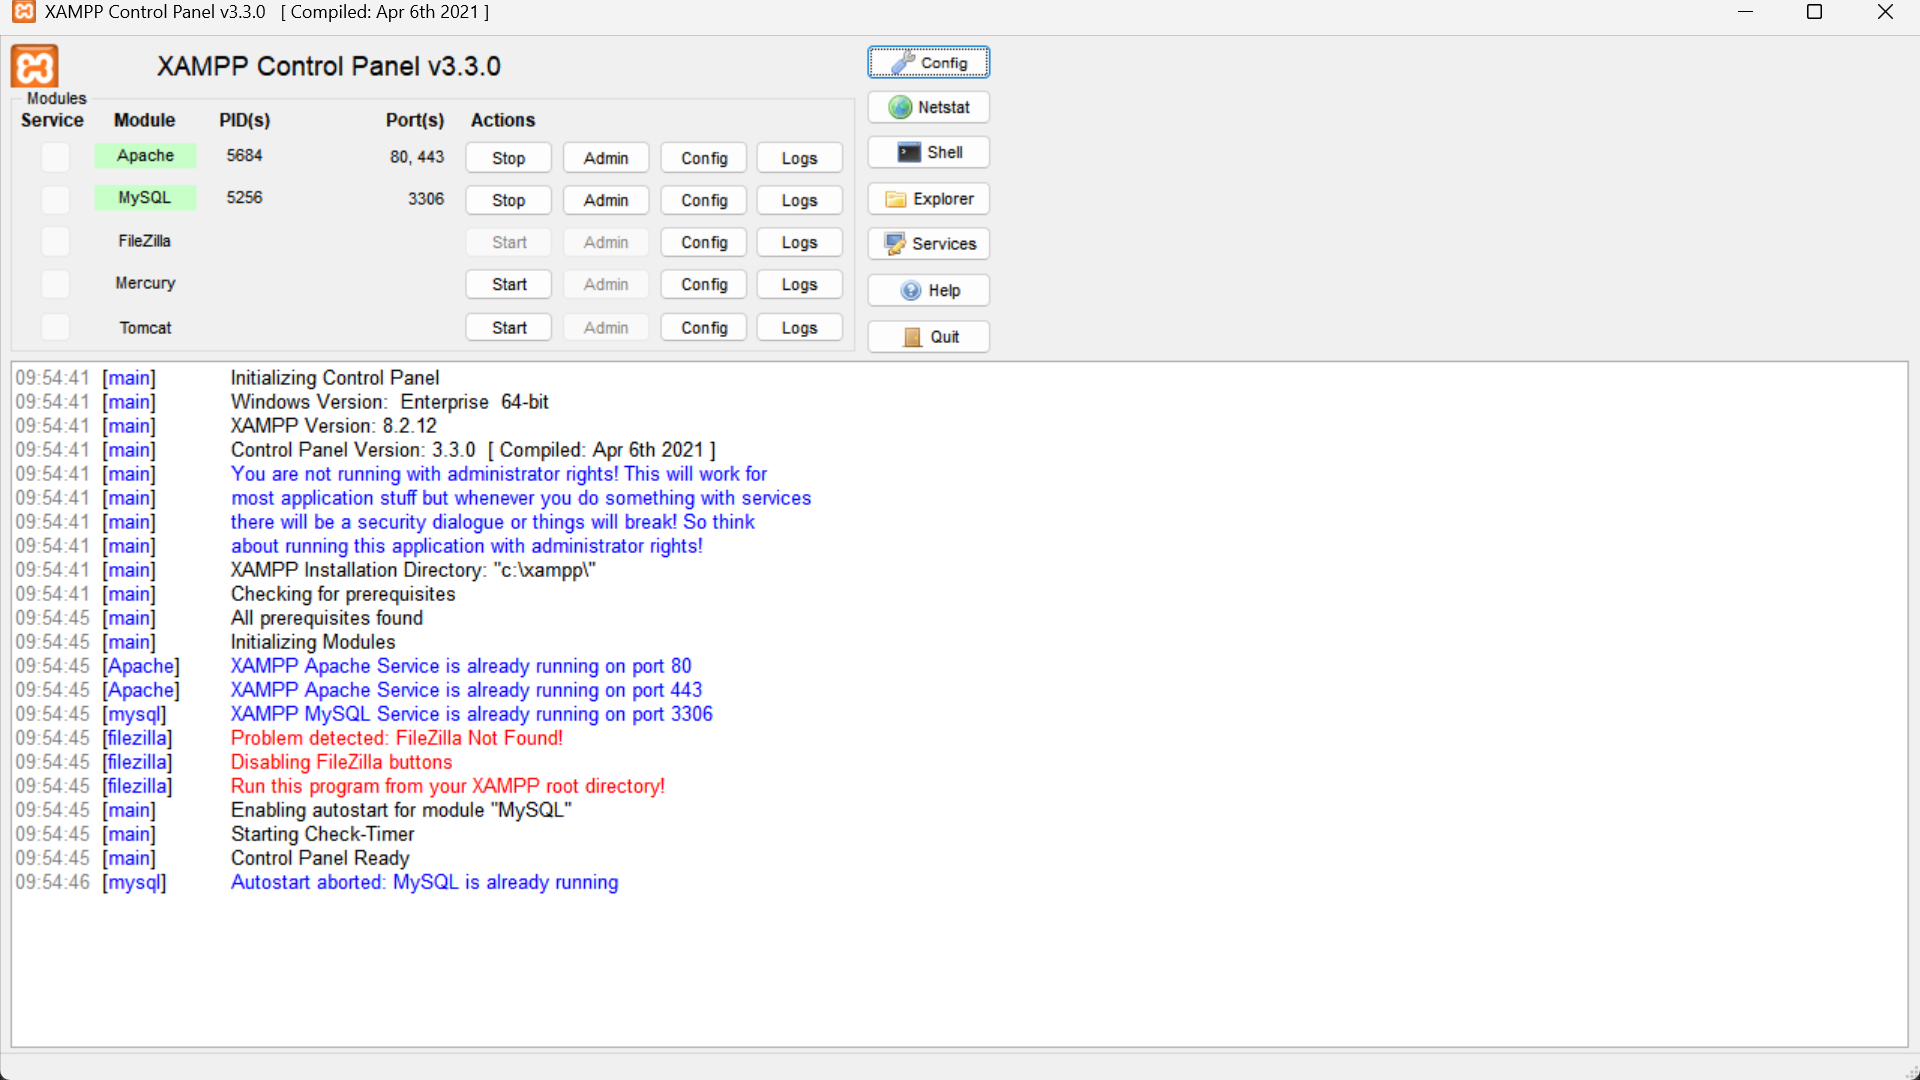 XAMPP Control Panel v3.3.0 [ Compiled: Apr 6th 2021 ]
XAMPP Control Panel v3.3.0
Config
Modules
Netstat
Service Module PID(s) Port(s) Actions
Apache 5684 80, 443 Stop Admin Config Logs
Shell
MySQL 5256 3306 Stop Admin Config Logs
Explorer
FileZilla Start Admin Config Logs
Services
Mercury Start Admin Config Logs
Help
Tomcat Start Admin Config Logs
Quit
09:54:41 [main] Initializing Control Panel
09:54:41 [main] Windows Version: Enterprise 64-bit
09:54:41 [main] XAMPP Version: 8.2.12
09:54:41 [main] Control Panel Version: 3.3.0 [ Compiled: Apr 6th 2021 ]
09:54:41 [main] You are not running with administrator rights! This will work for
09:54:41 [main] most application stuff but whenever you do something with services
09:54:41 [main] there will be a security dialogue or things will break! So think
09:54:41 [main] about running this application with administrator rights!
09:54:41 [main] XAMPP Installation Directory: "c:\xampp\"
09:54:41 [main] Checking for prerequisites
09:54:45 [main] All prerequisites found
09:54:45 [main] Initializing Modules
09:54:45 [Apache] XAMPP Apache Service is already running on port 80
09:54:45 [Apache] XAMPP Apache Service is already running on port 443
09:54:45 [mysql] XAMPP MySQL Service is already running on port 3306
09:54:45 [filezilla] Problem detected: FileZilla Not Found!
09:54:45 [filezilla] Disabling FileZilla buttons
09:54:45 [filezilla] Run this program from your XAMPP root directory!
09:54:45 [main] Enabling autostart for module "MySQL"
09:54:45 [main] Starting Check-Timer
09:54:45 [main] Control Panel Ready
09:54:46 [mysql] Autostart aborted: MySQL is already running